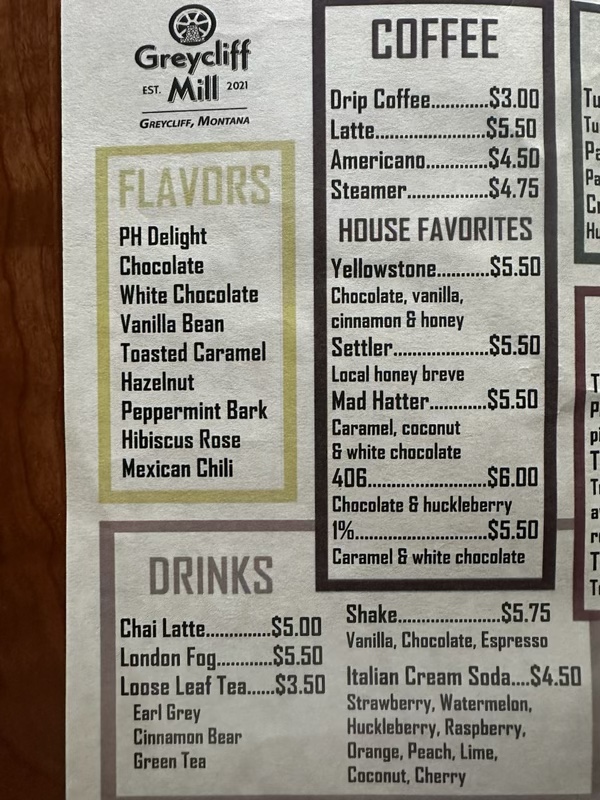 Greycliff
Mill
EST. 2021
GREYCLIFF, MONTANA
FLAVORS
PH Delight
Chocolate
White Chocolate
Vanilla Bean
Toasted Caramel
Hazelnut
Peppermint Bark
Hibiscus Rose
Mexican Chili
COFFEE
Drip Coffee............$3.00
Latte....................$5.50
Americano.............$4.50
Steamer................$4.75
HOUSE FAVORITES
Yellowstone...........$5.50
Chocolate, vanilla,
cinnamon & honey
Settler..................$5.50
Local honey breve
Mad Hatter...........$5.50
Caramel, coconut
& white chocolate
406.......................$6.00
Chocolate & huckleberry
1%.........................$5.50
Caramel & white chocolate
DRINKS
Chai Latte.............$5.00
London Fog...........$5.50
Loose Leaf Tea.....$3.50
Earl Grey
Cinnamon Bear
Green Tea
Shake....................$5.75
Vanilla, Chocolate, Espresso
Italian Cream Soda....$4.50
Strawberry, Watermelon,
Huckleberry, Raspberry,
Orange, Peach, Lime,
Coconut, Cherry